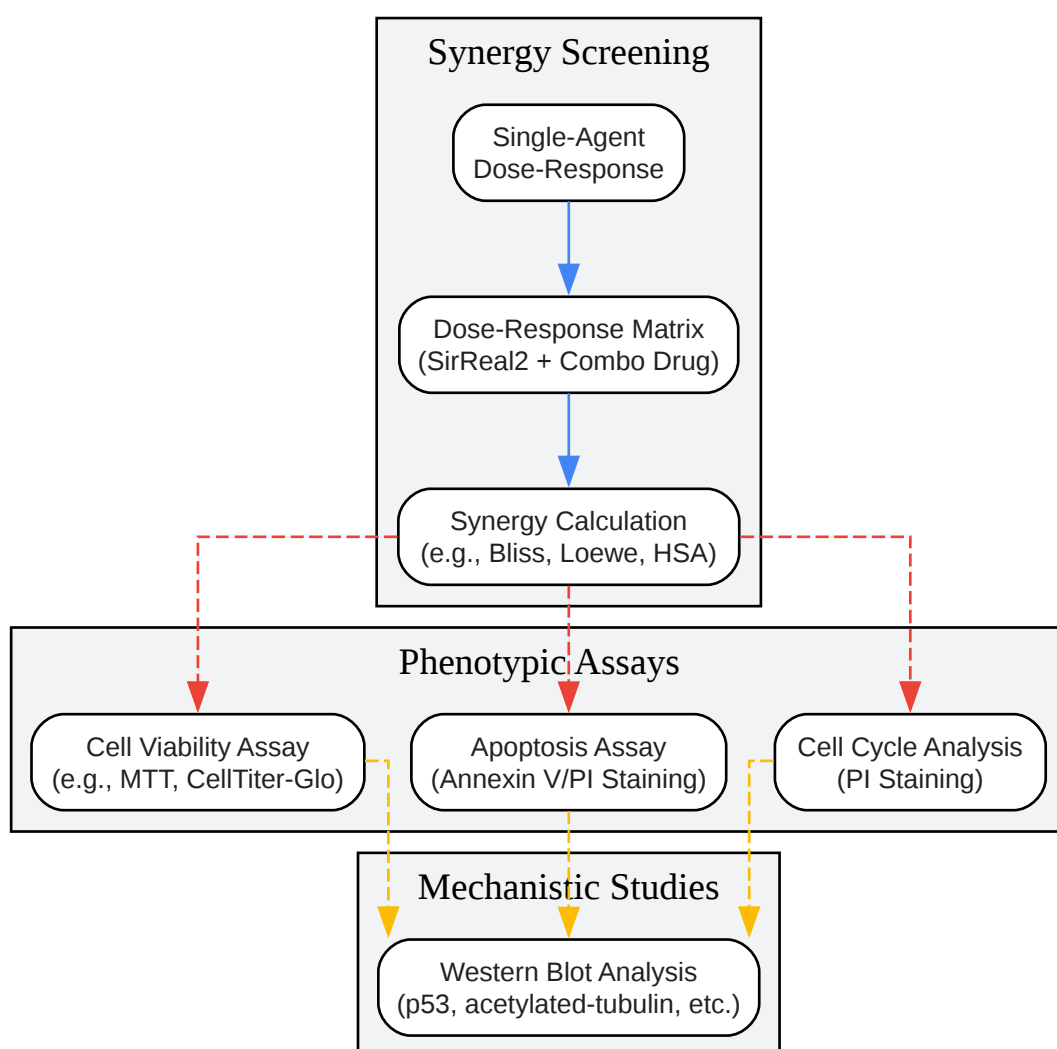 Synergy Screening
Single-Agent
Dose-Response
Dose-Response Matrix
(SirReal2 + Combo Drug)
Synergy Calculation
(e.g., Bliss, Loewe, HSA)
Phenotypic Assays
Cell Viability Assay
(e.g., MTT, CellTiter-Glo)
Apoptosis Assay
(Annexin V/PI Staining)
Cell Cycle Analysis
(PI Staining)
Mechanistic Studies
Western Blot Analysis
(p53, acetylated-tubulin, etc.)